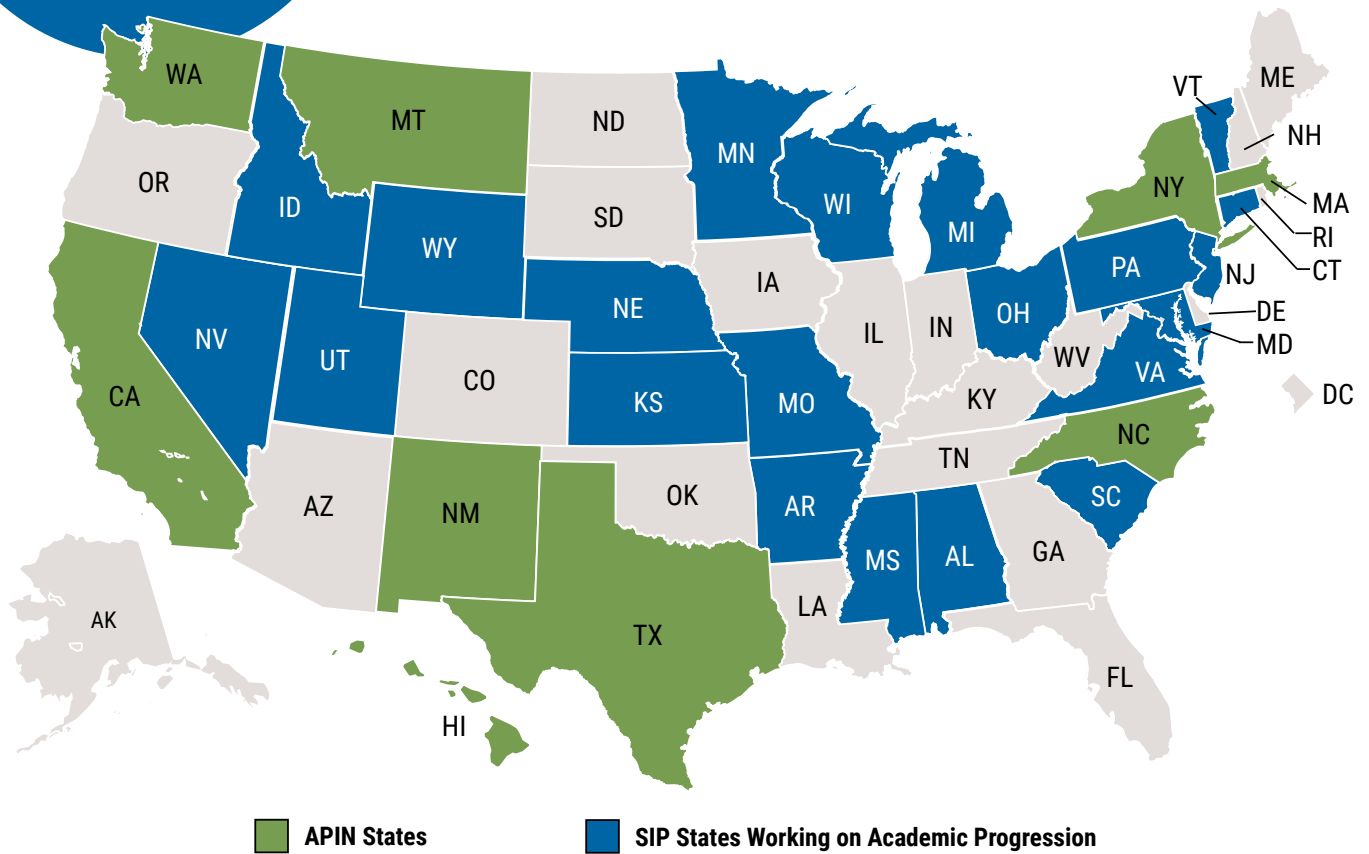 WA
MT
ND
MN
VT
ME
NH
OR
ID
SD
WI
MI
NY
MA
RI
CT
WY
IA
PA
NJ
NE
OH
DE
MD
NV
UT
CO
IL
IN
WV
VA
CA
KS
MO
KY
DC
NC
TN
AZ
NM
OK
AR
SC
MS
AL
GA
LA
AK
TX
FL
HI
APIN States
SIP States Working on Academic Progression